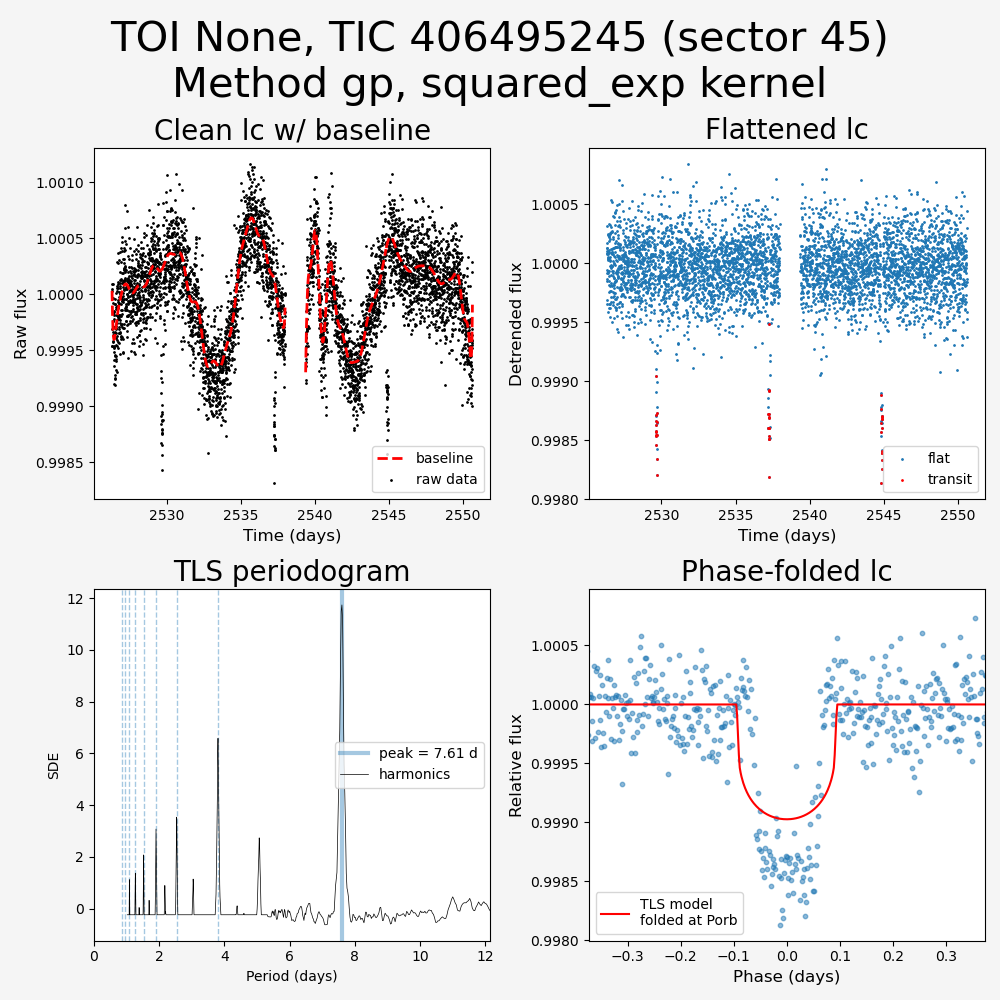 TOI None, TIC 406495245 (sector 45)
Method gp, squared_exp kernel
Clean lc w/ baseline
Raw flux
1.0010
1.0005
1.0000
0.9995
0.9990
0.9985
baseline
raw data
2530
2535
2540
2545
2550
Time (days)
Flattened lc
Detrended flux
1.0005
1.0000
0.9995
0.9990
0.9985
0.9980
flat
transit
2530
2535
2540
2545
2550
Time (days)
TLS periodogram
SDE
12
10
8
6
4
2
0
peak = 7.61 d
harmonics
0
2
4
6
8
10
12
Period (days)
Phase-folded lc
Relative flux
1.0005
1.0000
0.9995
0.9990
0.9985
0.9980
TLS model
folded at Porb
−0.3
−0.2
−0.1
0.0
0.1
0.2
0.3
Phase (days)